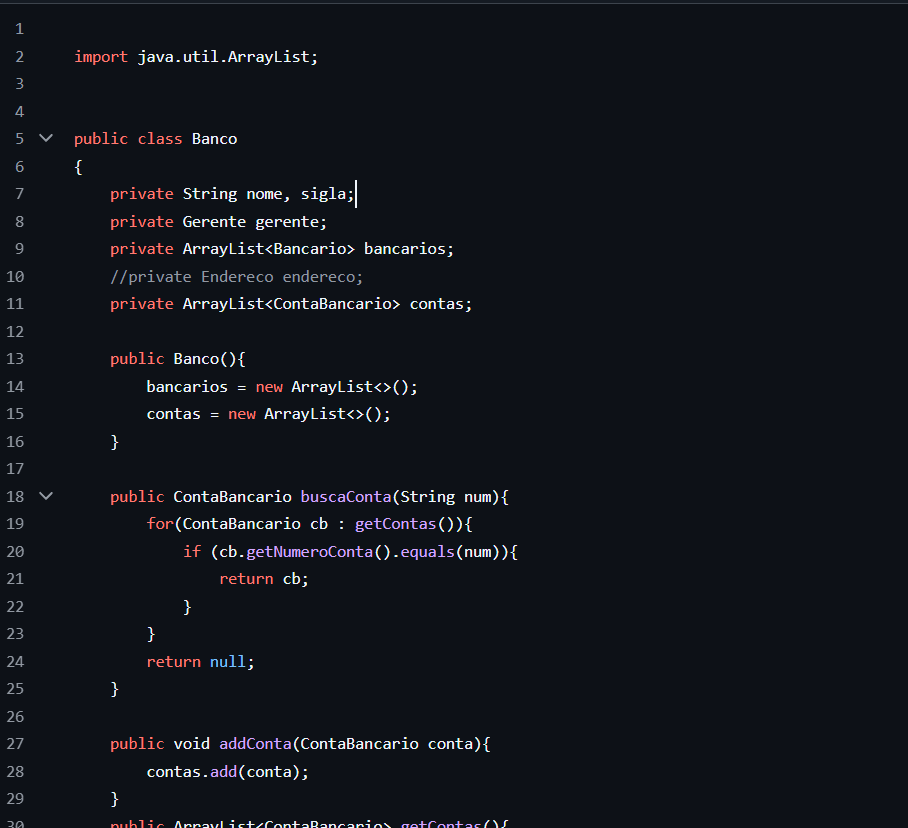 1
2 import java.util.ArrayList;
3
4
5 public class Banco
6 {
7 private String nome, sigla;
8 private Gerente gerente;
9 private ArrayList<Bancario> bancarios;
10 //private Endereco endereco;
11 private ArrayList<ContaBancario> contas;
12
13 public Banco(){
14 bancarios = new ArrayList<>();
15 contas = new ArrayList<>();
16 }
17
18 public ContaBancario buscaConta(String num){
19 for(ContaBancario cb : getContas()){
20 if (cb.getNumeroConta().equals(num)){
21 return cb;
22 }
23 }
24 return null;
25 }
26
27 public void addConta(ContaBancario conta){
28 contas.add(conta);
29 }
30 public ArrayList<ContaBancario> getContas(){